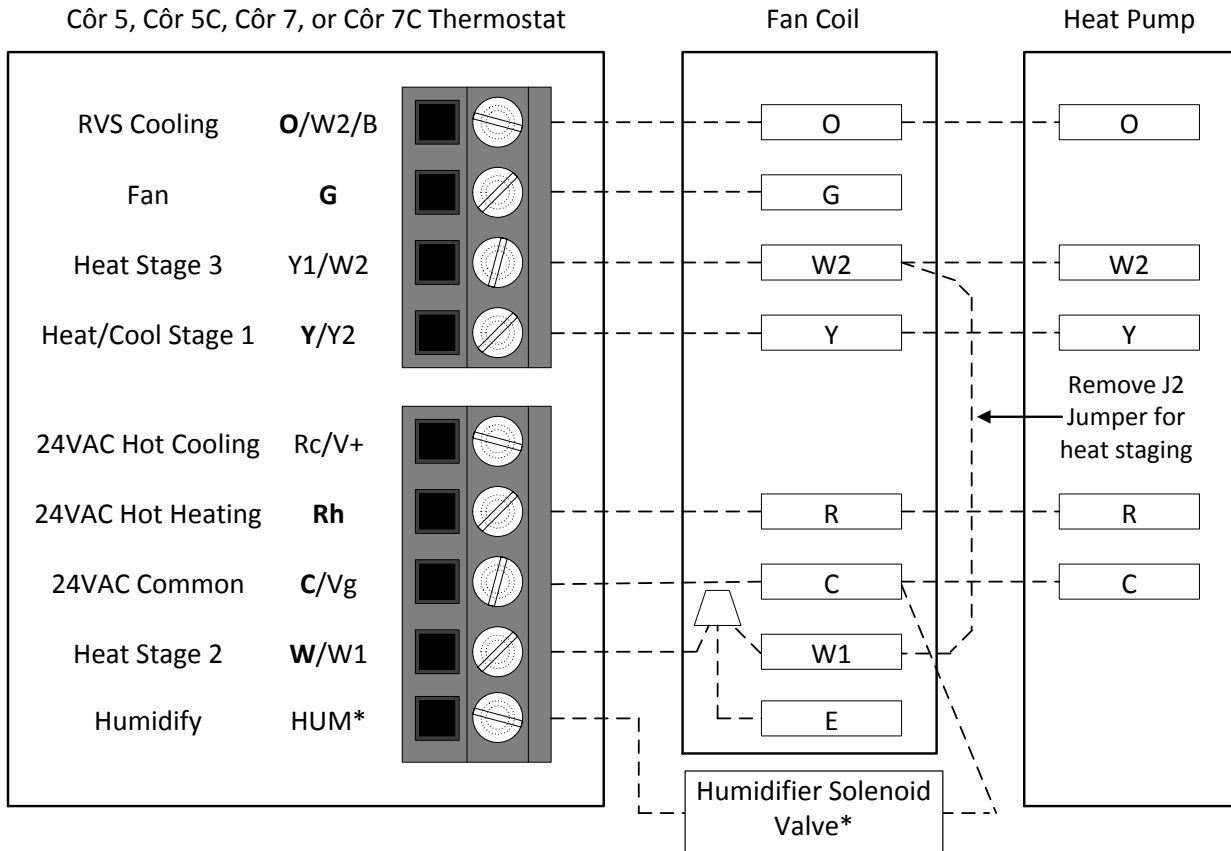 Côr 5, Côr 5C, Côr 7, or Côr 7C Thermostat
Fan Coil
Heat Pump
RVS Cooling O/W2/B
O
O
Fan G
G
Heat Stage 3 Y1/W2
W2
W2
Heat/Cool Stage 1 Y/Y2
Y
Y
Remove J2
Jumper for
heat staging
24VAC Hot Cooling Rc/V+
24VAC Hot Heating Rh
R
R
24VAC Common C/Vg
C
C
Heat Stage 2 W/W1
W1
Humidify HUM*
E
Humidifier Solenoid
Valve*